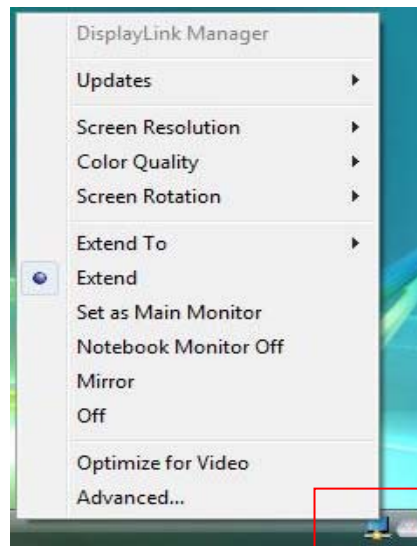 DisplayLink Manager
Updates
Screen Resolution
Color Quality
Screen Rotation
Extend To
Extend
Set as Main Monitor
Notebook Monitor Off
Mirror
Off
Optimize for Video
Advanced...